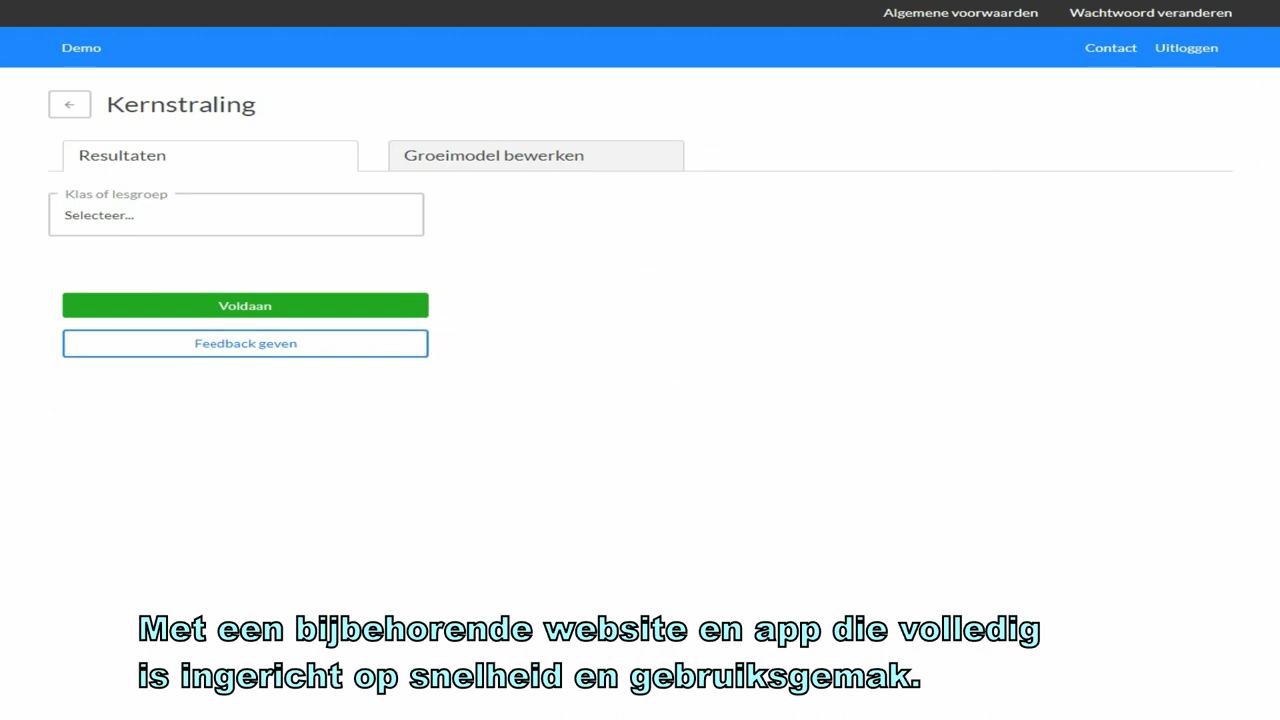 Algemene voorwaarden Wachtwoord veranderen
Demo Contact Uitloggen
← Kernstraling
Resultaten Groeimodel bewerken
Klas of lesgroep
Selecteer...
Voldaan
Feedback geven
Met een bijbehorende website en app die volledig
is ingericht op snelheid en gebruiksgemak.